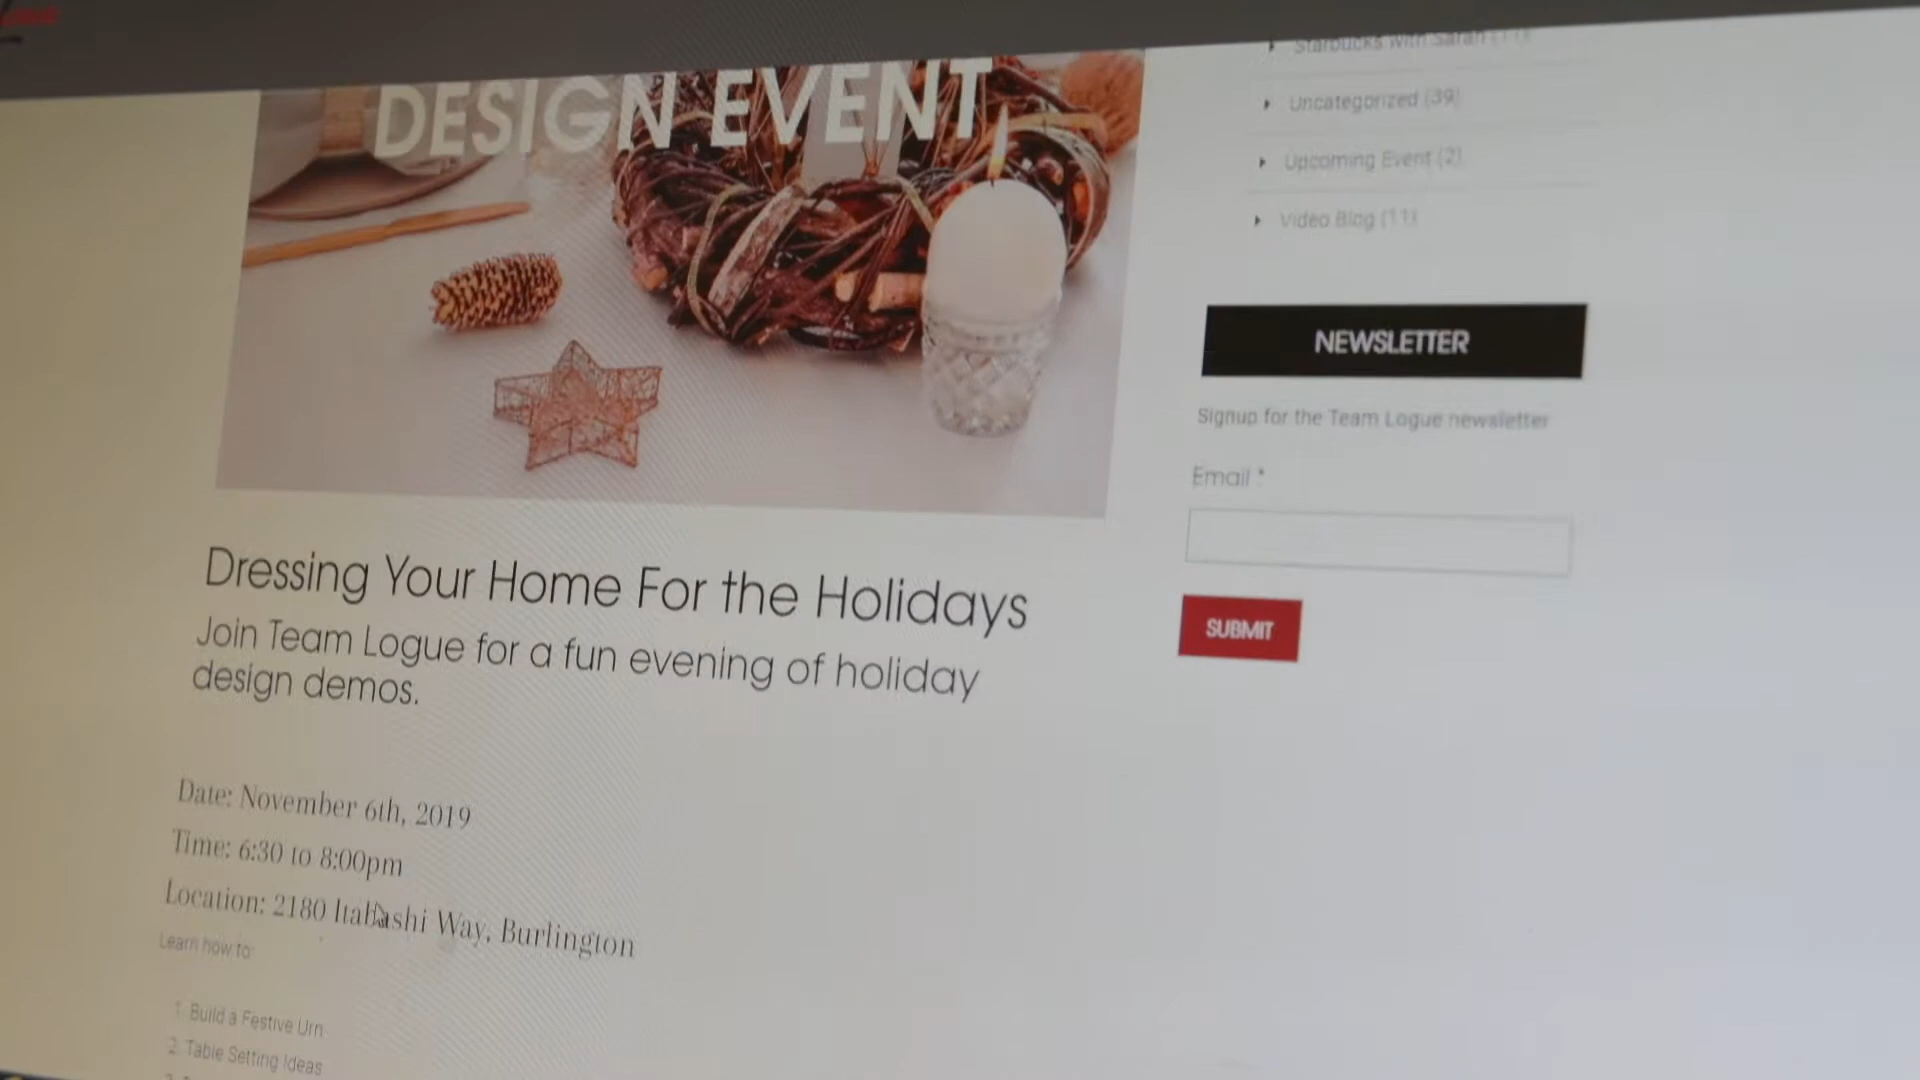 DESIGN EVENT
Dressing Your Home For the Holidays
Join Team Logue for a fun evening of holiday
design demos.
Date: November 6th, 2019
Time: 6:30 to 8:00pm
Location: 2180 Itabashi Way, Burlington
Learn how to:
1. Build a Festive Urn
2. Table Setting Ideas
Starbucks with Sarah
Uncategorized (39)
Upcoming Event (2)
Video Blog (11)
NEWSLETTER
Signup for the Team Logue newsletter
Email *
SUBMIT